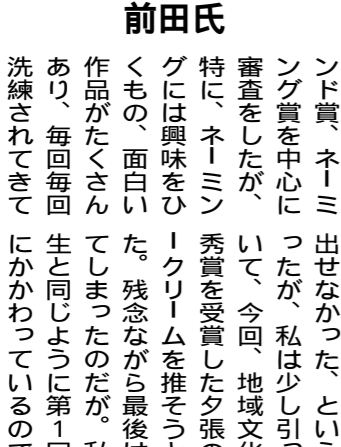 前田氏
ンド賞、ネーミ
ング賞を中心に
審査をしたが、
特に、ネーミン
グには興味をひ
くもの、面白い
作品がたくさん
あり、毎回毎回
洗練されてきて
出せなかった、とい
ったが、私は少し引
いて、今回、地域文
秀賞を受賞した夕張の
ークリームを推そうと
た。残念ながら最後は
てしまったのだが。私
生と同じように第1回
にかかわっているので